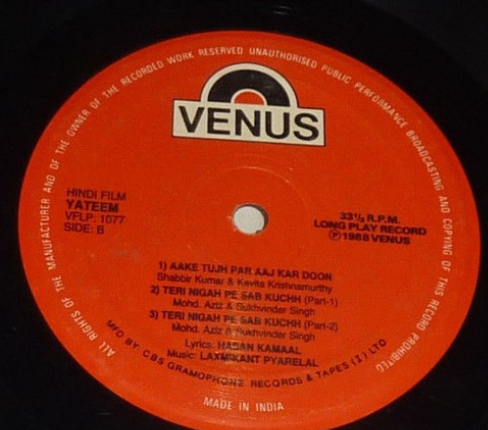 ALL RIGHTS OF THE MANUFACTURER AND OF THE OWNER OF THE RECORDED WORK RESERVED UNAUTHORISED PUBLIC PERFORMANCE BROADCASTING AND COPYING OF THIS RECORD PROHIBITED
VENUS
HINDI FILM
YATEEM
VFLP: 1077
SIDE: B
33⅓ R.P.M.
LONG PLAY RECORD
℗ 1988 VENUS
1) AAKE TUJH PAR AAJ KAR DOON
Shabbir Kumar & Kavita Krishnamurthy
2) TERI NIGAH PE SAB KUCHH (Part-1)
Mohd. Aziz & Sukhvinder Singh
3) TERI NIGAH PE SAB KUCHH (Part-2)
Mohd. Aziz & Sukhvinder Singh
Lyrics: HASAN KAMAAL
Music: LAXMIKANT PYARELAL
MFD BY CBS GRAMOPHONE RECORDS & TAPES (I) LTD
MADE IN INDIA